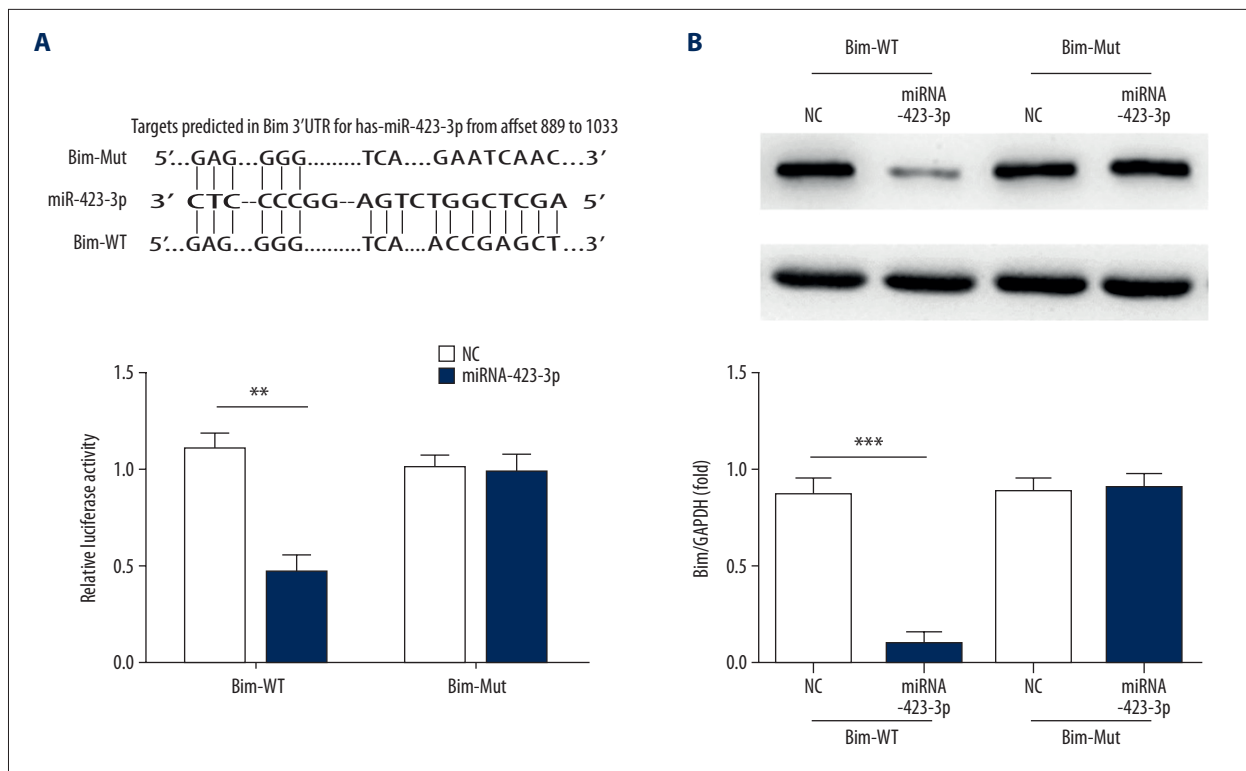 A
Targets predicted in Bim 3′UTR for has-miR-423-3p from affset 889 to 1033
Bim-Mut 5′...GAG...GGG..........TCA....GAATCAAC...3′
miR-423-3p 3′ CTC--CCCGG--AGTCTGGCTCGA 5′
Bim-WT 5′...GAG...GGG..........TCA....ACCGAGCT...3′
NC
miRNA-423-3p
Relative luciferase activity
1.5
1.0
0.5
0.0
**
Bim-WT Bim-Mut
B
Bim-WT Bim-Mut
NC miRNA -423-3p NC miRNA -423-3p
Bim/GAPDH (fold)
1.5
1.0
0.5
0.0
***
NC miRNA -423-3p NC miRNA -423-3p
Bim-WT Bim-Mut